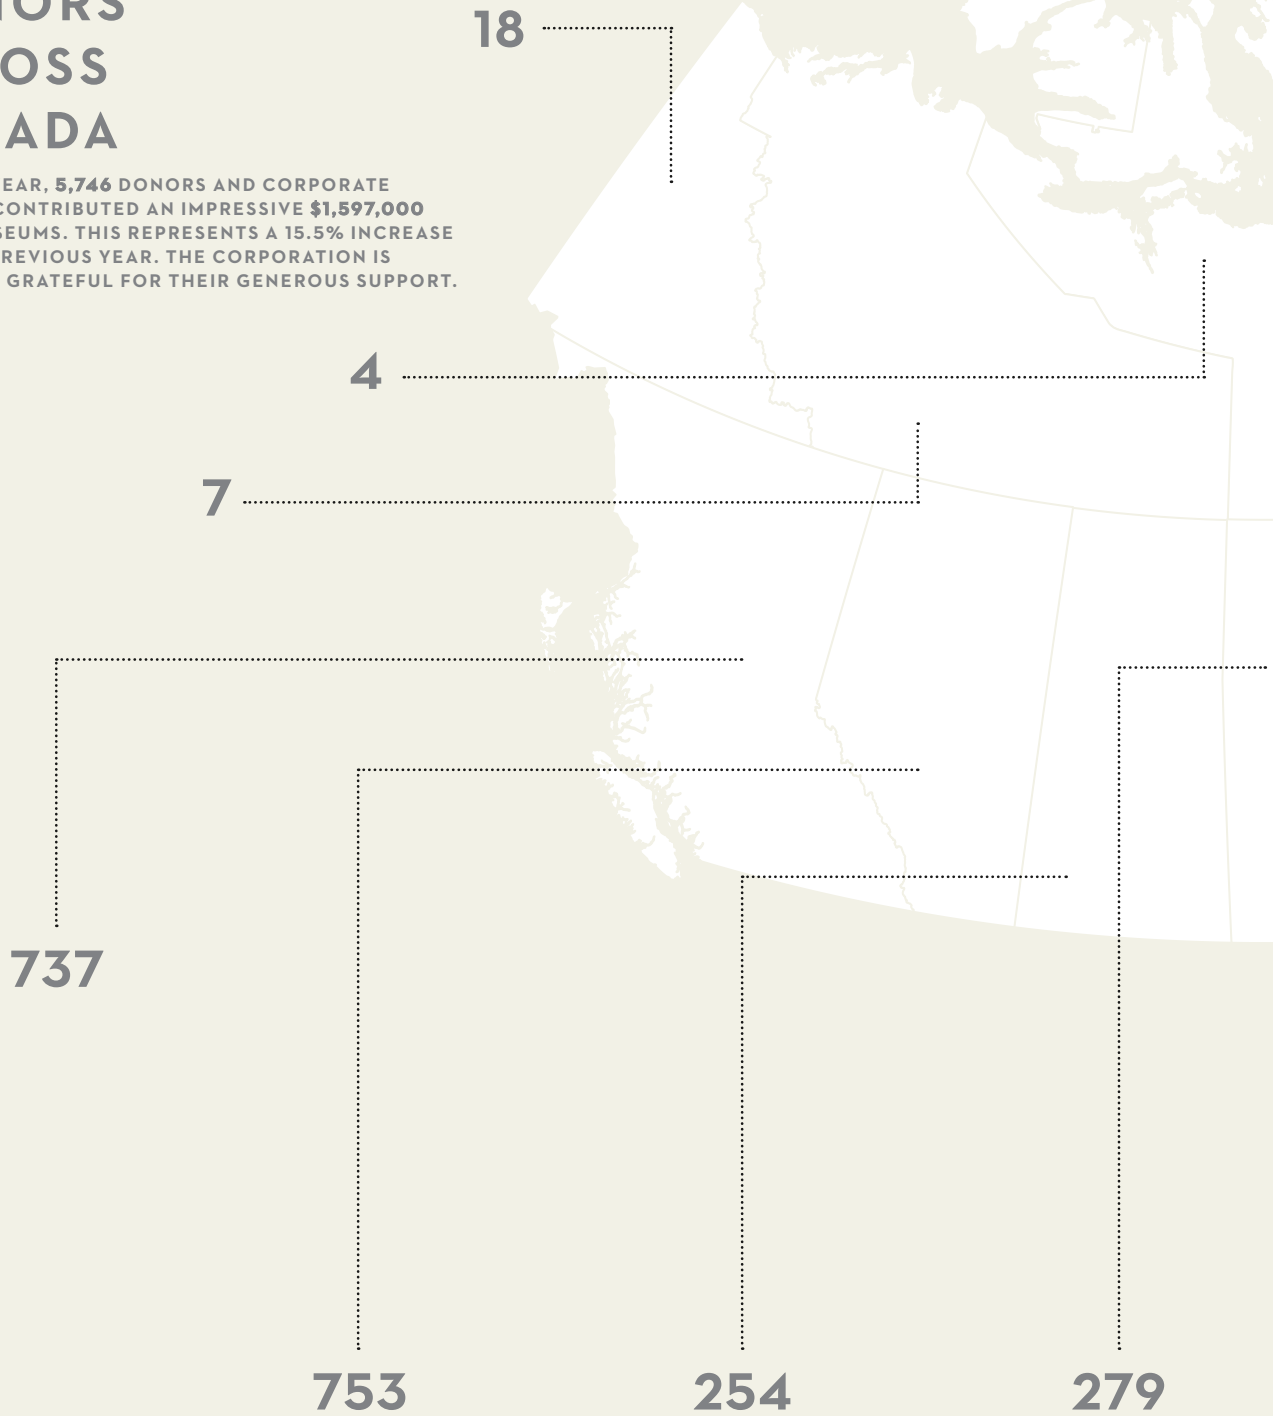 OSS
ADA
EAR, 5,746 DONORS AND CORPORATE
CONTRIBUTED AN IMPRESSIVE $1,597,000
SEUMS. THIS REPRESENTS A 15.5% INCREASE
REVIOUS YEAR. THE CORPORATION IS
GRATEFUL FOR THEIR GENEROUS SUPPORT.
18
4
7
737
753
254
279